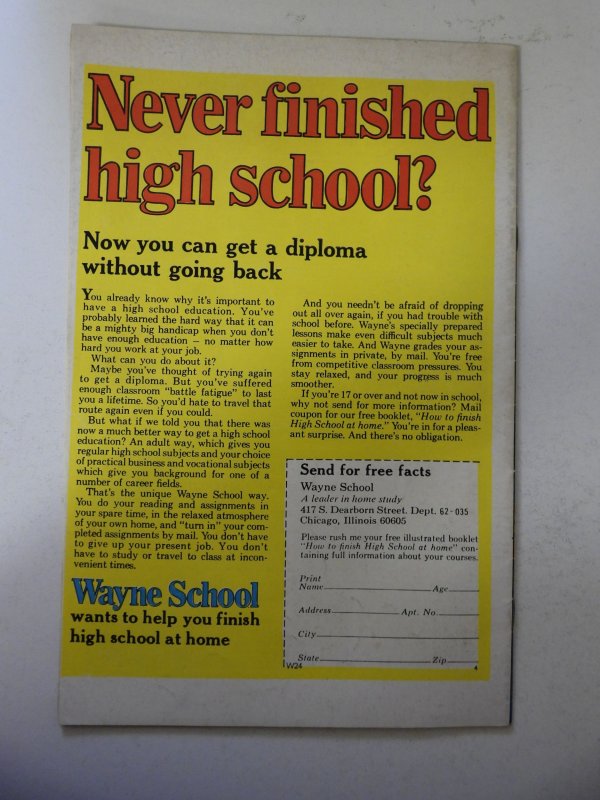 Never finished
high school?
Now you can get a diploma
without going back
You already know why it's important to
have a high school education. You've
probably learned the hard way that it can
be a mighty big handicap when you don't
have enough education — no matter how
hard you work at your job.
What can you do about it?
Maybe you've thought of trying again
to get a diploma. But you've suffered
enough classroom "battle fatigue" to last
you a lifetime. So you'd hate to travel that
route again even if you could.
But what if we told you that there was
now a much better way to get a high school
education? An adult way, which gives you
regular high school subjects and your choice
of practical business and vocational subjects
which give you background for one of a
number of career fields.
That's the unique Wayne School way.
You do your reading and assignments in
your spare time, in the relaxed atmosphere
of your own home, and "turn in" your com-
pleted assignments by mail. You don't have
to give up your present job. You don't
have to study or travel to class at incon-
venient times.
Wayne School
wants to help you finish
high school at home
And you needn't be afraid of dropping
out all over again, if you had trouble with
school before. Wayne's specially prepared
lessons make even difficult subjects much
easier to take. And Wayne grades your as-
signments in private, by mail. You're free
from competitive classroom pressures. You
stay relaxed, and your progress is much
smoother.
If you're 17 or over and not now in school,
why not send for more information? Mail
coupon for our free booklet, "How to finish
High School at home." You're in for a pleas-
ant surprise. And there's no obligation.
Send for free facts
Wayne School
A leader in home study
417 S. Dearborn Street. Dept. 62-035
Chicago, Illinois 60605
Please rush me your free illustrated booklet
"How to finish High School at home" con-
taining full information about your courses.
Print
Name Age
Address Apt. No.
City
State Zip
W24 4